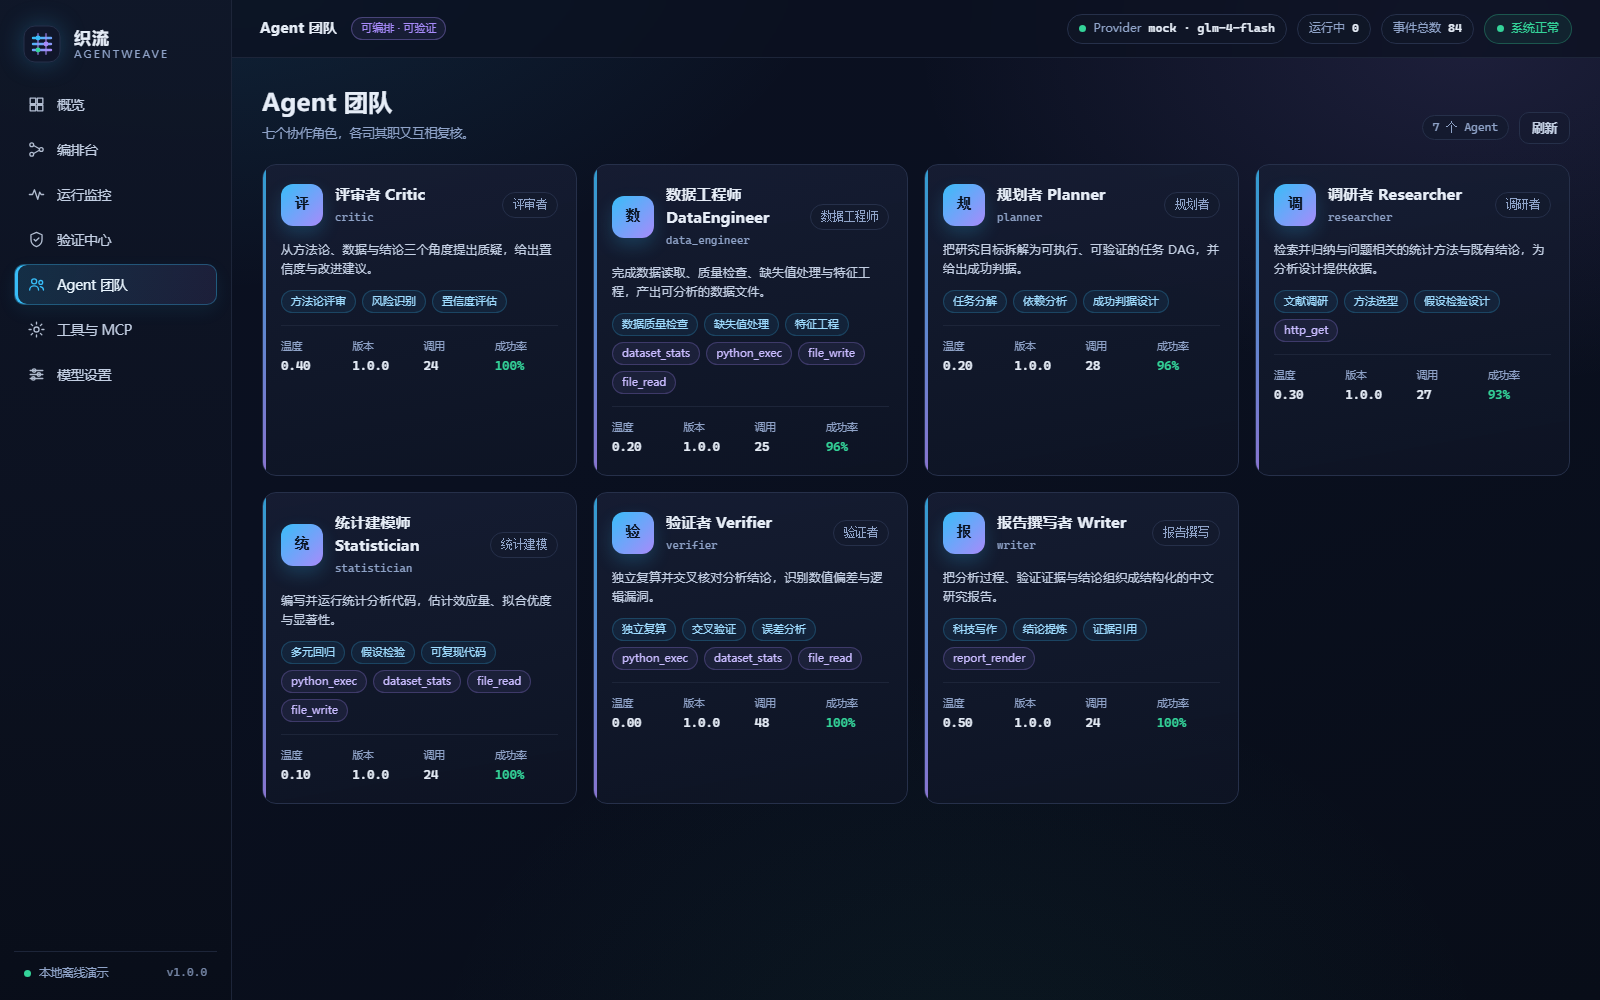 织流
AGENTWEAVE
概览
编排台
运行监控
验证中心
Agent 团队
工具与 MCP
模型设置
本地离线演示 v1.0.0
Agent 团队 可编排 · 可验证
Provider mock · glm-4-flash 运行中 0 事件总数 84 系统正常
Agent 团队
七个协作角色，各司其职又互相复核。
7 个 Agent 刷新
评
评审者 Critic
critic
评审者
从方法论、数据与结论三个角度提出质疑，给出置
信度与改进建议。
方法论评审 风险识别 置信度评估
温度 版本 调用 成功率
0.40 1.0.0 24 100%
数
数据工程师
DataEngineer
data_engineer
数据工程师
完成数据读取、质量检查、缺失值处理与特征工
程，产出可分析的数据文件。
数据质量检查 缺失值处理 特征工程
dataset_stats python_exec file_write
file_read
温度 版本 调用 成功率
0.20 1.0.0 25 96%
规
规划者 Planner
planner
规划者
把研究目标拆解为可执行、可验证的任务 DAG，并
给出成功判据。
任务分解 依赖分析 成功判据设计
温度 版本 调用 成功率
0.20 1.0.0 28 96%
调
调研者 Researcher
researcher
调研者
检索并归纳与问题相关的统计方法与既有结论，为
分析设计提供依据。
文献调研 方法选型 假设检验设计
http_get
温度 版本 调用 成功率
0.30 1.0.0 27 93%
统
统计建模师
Statistician
statistician
统计建模
编写并运行统计分析代码，估计效应量、拟合优度
与显著性。
多元回归 假设检验 可复现代码
python_exec dataset_stats file_read
file_write
温度 版本 调用 成功率
0.10 1.0.0 24 100%
验
验证者 Verifier
verifier
验证者
独立复算并交叉核对分析结论，识别数值偏差与逻
辑漏洞。
独立复算 交叉验证 误差分析
python_exec dataset_stats file_read
温度 版本 调用 成功率
0.00 1.0.0 48 100%
报
报告撰写者 Writer
writer
报告撰写
把分析过程、验证证据与结论组织成结构化的中文
研究报告。
科技写作 结论提炼 证据引用
report_render
温度 版本 调用 成功率
0.50 1.0.0 24 100%